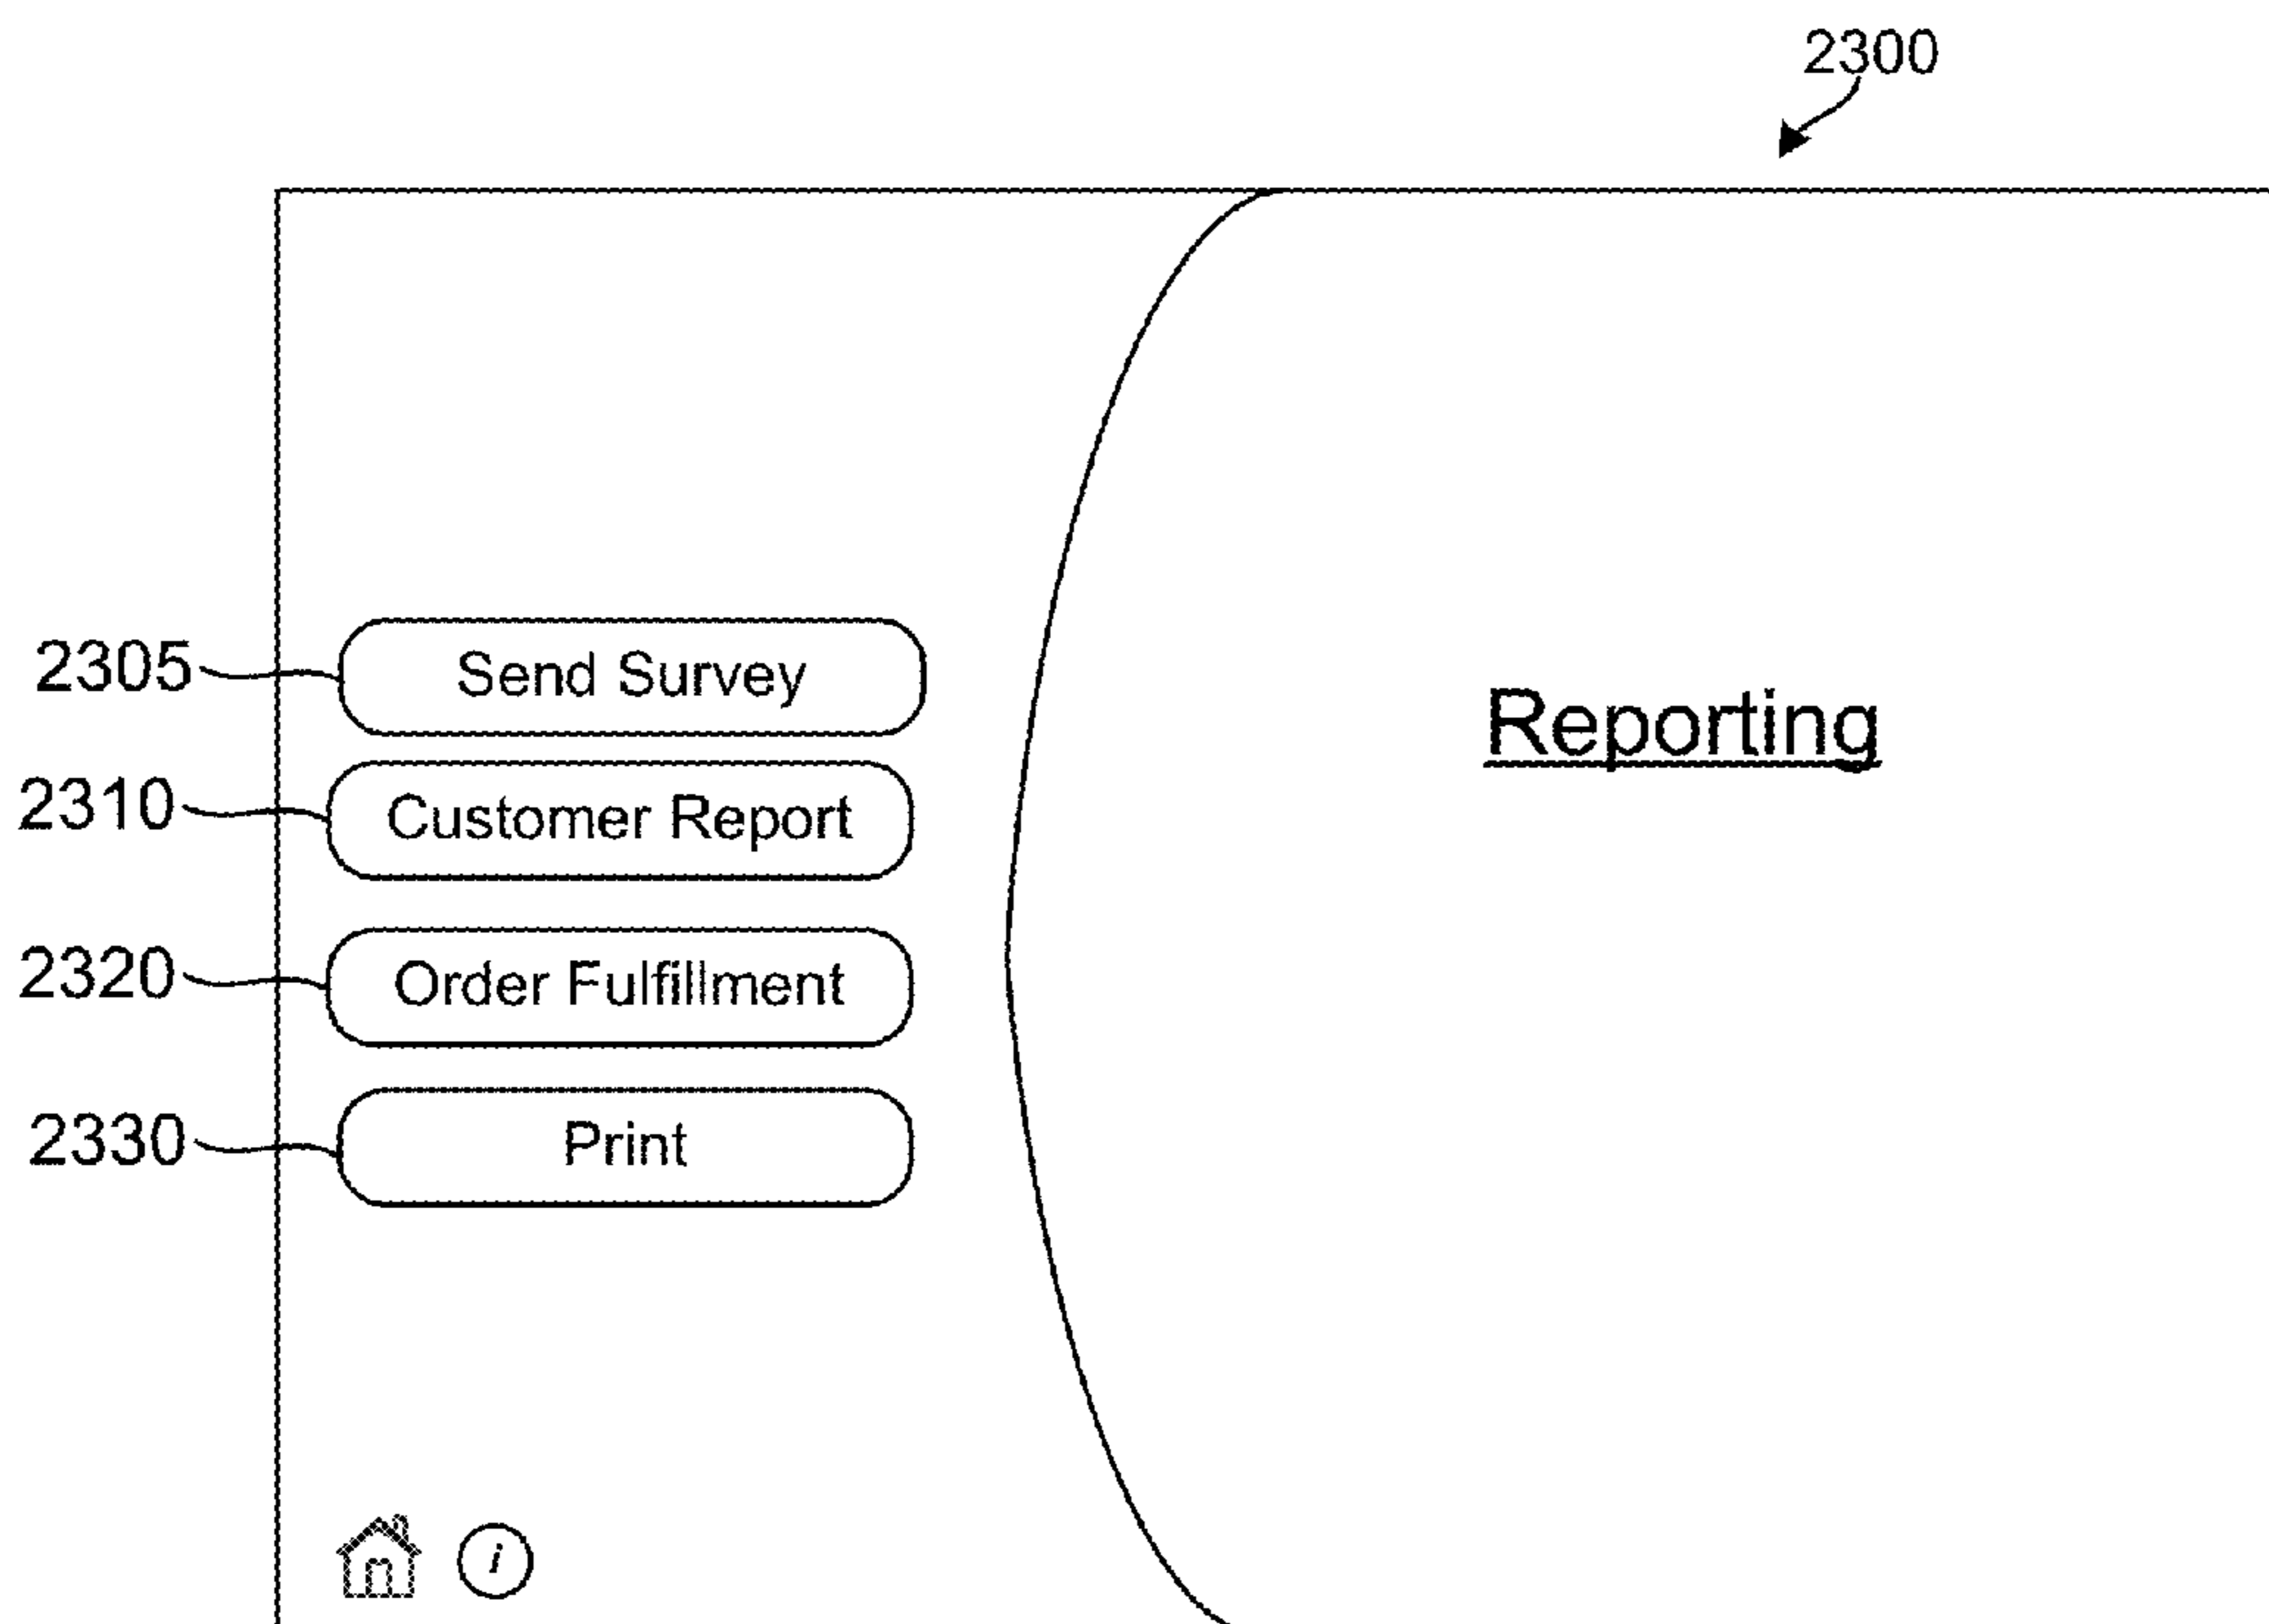 2300
2305 Send Survey
Reporting
2310 Customer Report
2320 Order Fulfillment
2330 Print
i